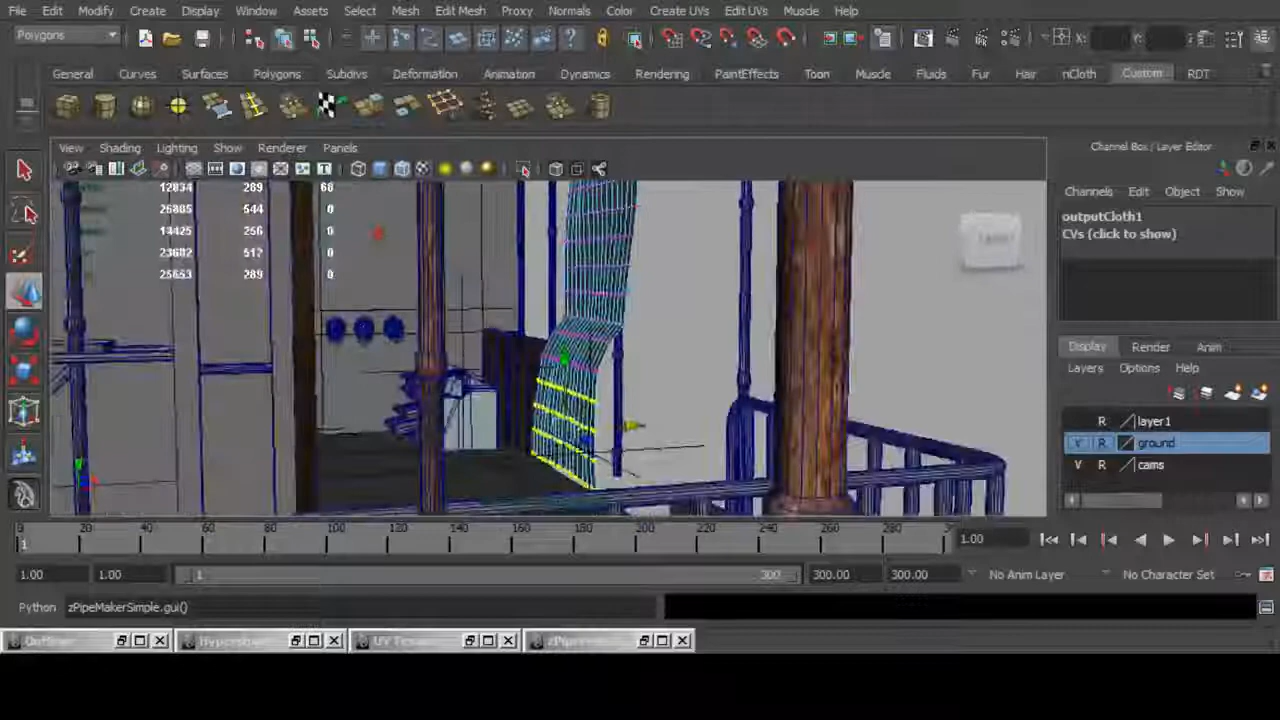 File Edit Modify Create Display Window Assets Select Mesh Edit Mesh Proxy Normals Color Create UVs Edit UVs Muscle Help
Polygons X:
General Curves Surfaces Polygons Subdivs Deformation Animation Dynamics Rendering PaintEffects Toon Muscle Fluids Fur Hair nCloth Custom RDT
Channel Box / Layer Editor
View Shading Lighting Show Renderer Panels
Channels Edit Object Show
12834 289 68
26885 544 0
14425 256 0
23682 512 0
25653 289 0
outputCloth1
CVs (click to show)
Display Render Anim
Layers Options Help
R layer1
V R ground
V R cams
0 20 40 60 80 100 120 140 160 180 200 220 240 260 280
1 1.00
1.00 1.00 1 300 300.00 300.00 No Anim Layer No Character Set
Python zPipeMakerSimple.gui()
Outliner